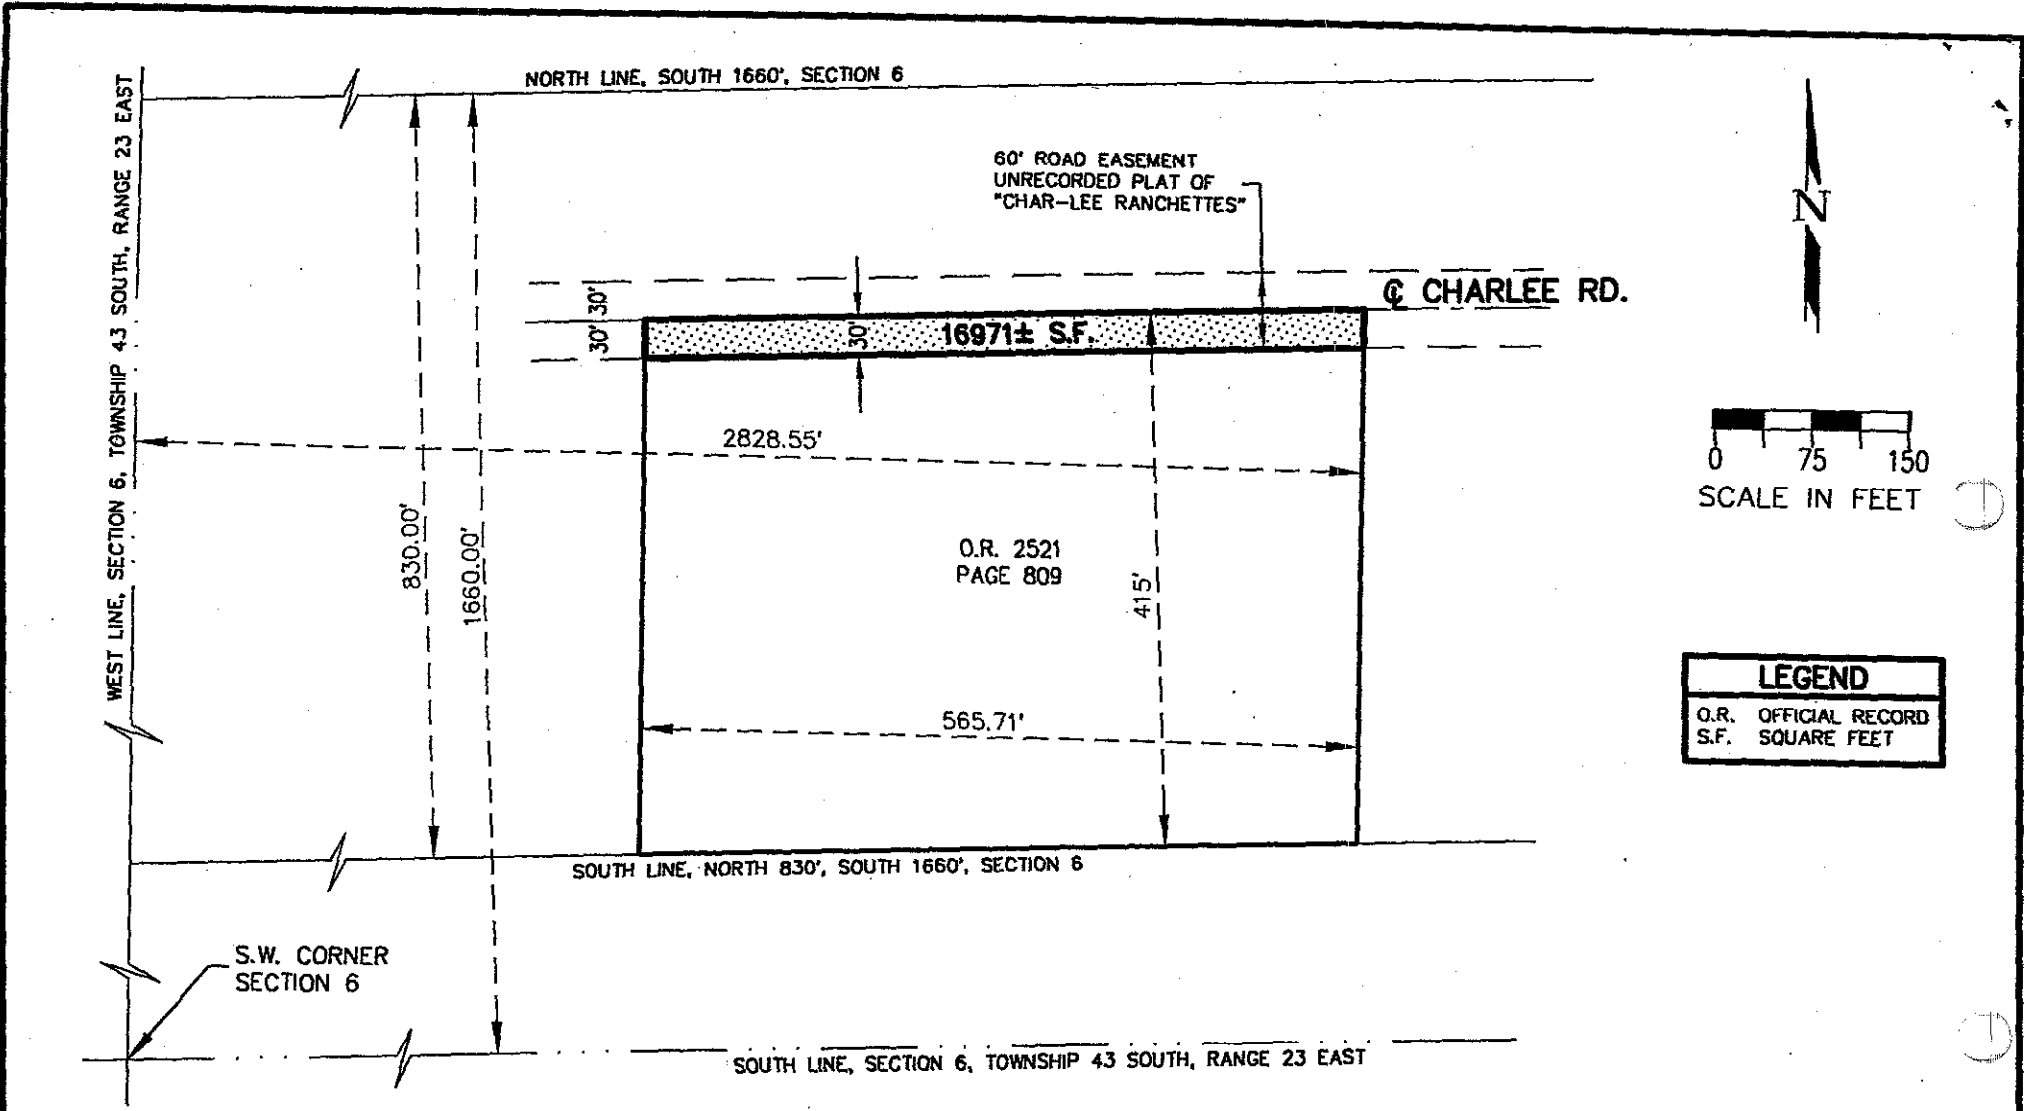 NORTH LINE, SOUTH 1660', SECTION 6
WEST LINE, SECTION 6, TOWNSHIP 43 SOUTH, RANGE 23 EAST
60' ROAD EASEMENT
UNRECORDED PLAT OF
"CHAR-LEE RANCHETTES"
N
30'
30'
℄ CHARLEE RD.
30'
16971± S.F.
2828.55'
0 75 150
SCALE IN FEET
830.00'
1660.00'
O.R. 2521
PAGE 809
415'
565.71'
LEGEND
O.R. OFFICIAL RECORD
S.F. SQUARE FEET
SOUTH LINE, NORTH 830', SOUTH 1660', SECTION 6
S.W. CORNER
SECTION 6
SOUTH LINE, SECTION 6, TOWNSHIP 43 SOUTH, RANGE 23 EAST